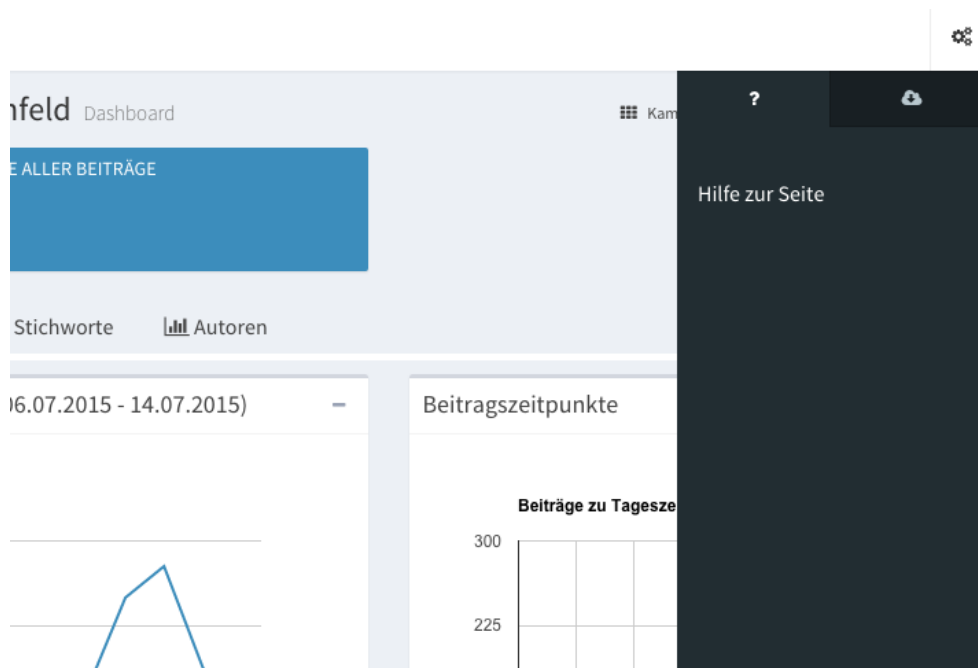 nfeld Dashboard
Kam
?
E ALLER BEITRÄGE
Hilfe zur Seite
Stichworte
Autoren
06.07.2015 - 14.07.2015)
Beitragszeitpunkte
Beiträge zu Tagesze
300
225